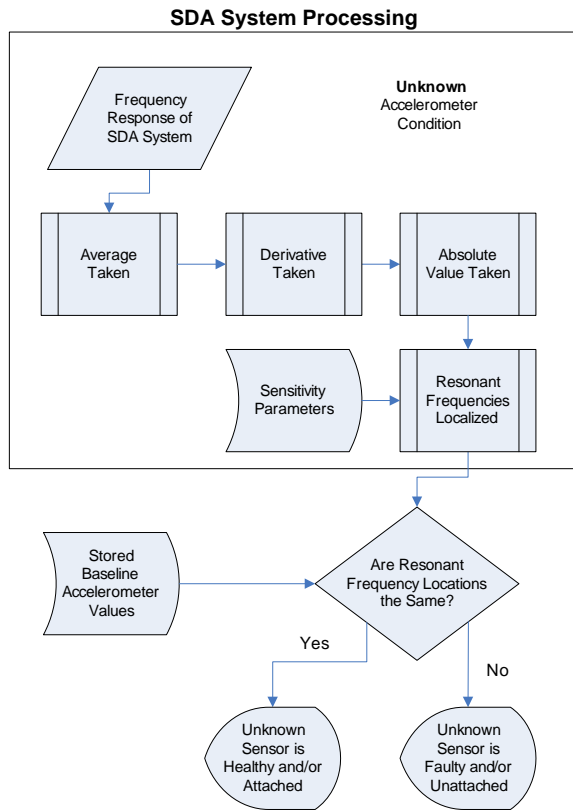 SDA System Processing
Frequency
Response of
SDA System
Unknown
Accelerometer
Condition
Average
Taken
Derivative
Taken
Absolute
Value Taken
Sensitivity
Parameters
Resonant
Frequencies
Localized
Stored
Baseline
Accelerometer
Values
Are Resonant
Frequency Locations
the Same?
Yes
No
Unknown
Sensor is
Healthy and/or
Attached
Unknown
Sensor is
Faulty and/or
Unattached